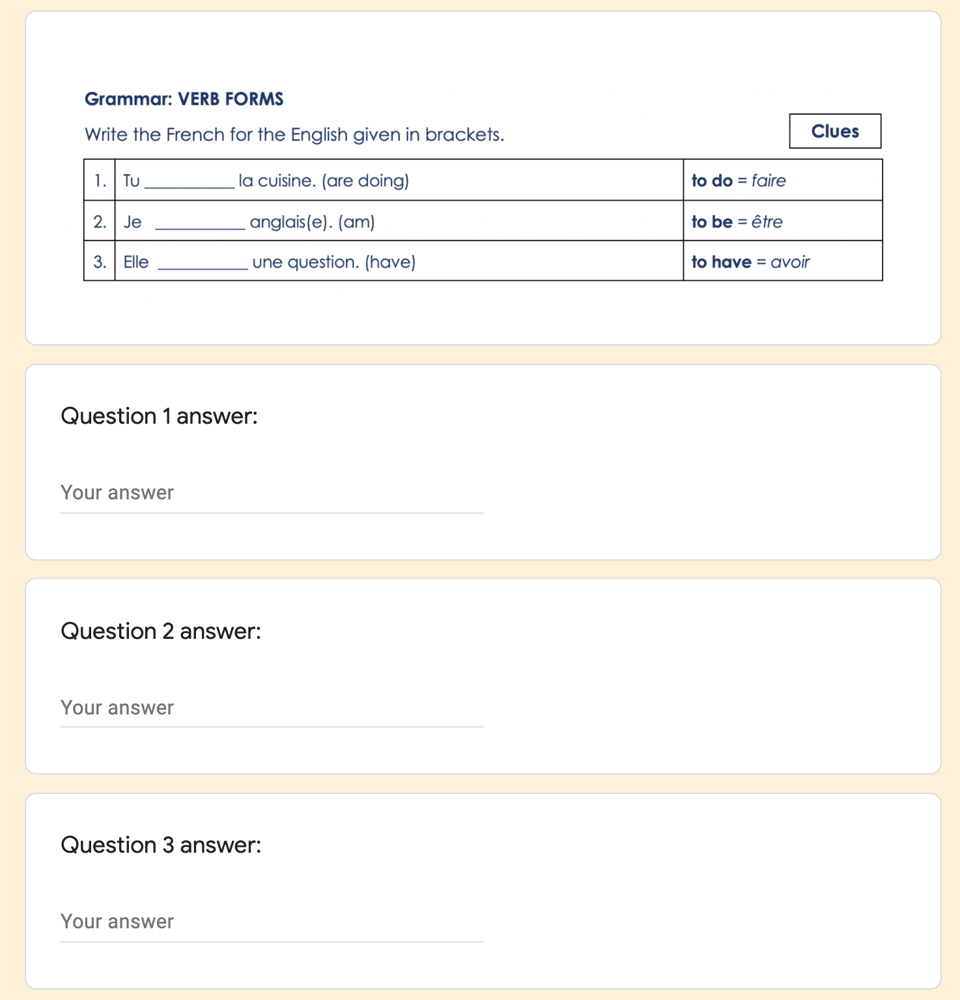 Grammar: VERB FORMS
Write the French for the English given in brackets.
Clues
1. Tu __________ la cuisine. (are doing) to do = faire
2. Je __________ anglais(e). (am) to be = être
3. Elle __________ une question. (have) to have = avoir
Question 1 answer:
Your answer
Question 2 answer:
Your answer
Question 3 answer:
Your answer